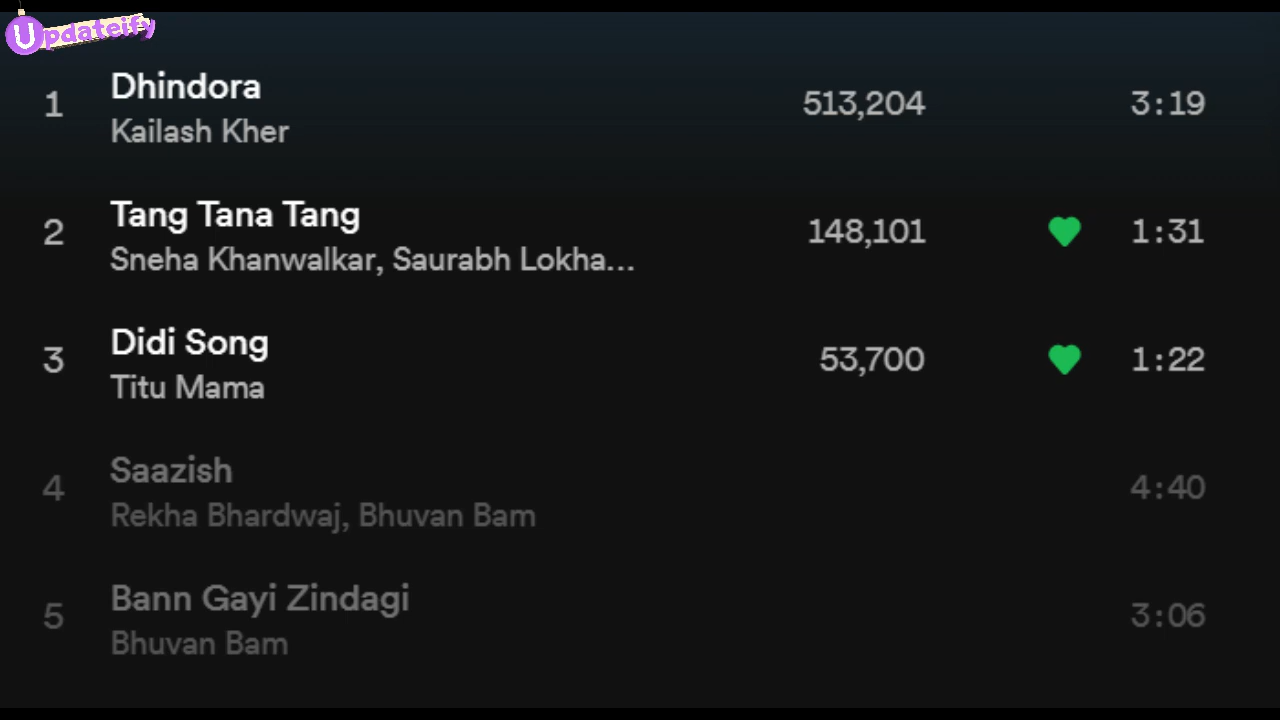 Updateify
1 Dhindora 513,204 3:19
Kailash Kher
2 Tang Tana Tang 148,101 1:31
Sneha Khanwalkar, Saurabh Lokha...
3 Didi Song 53,700 1:22
Titu Mama
4 Saazish 4:40
Rekha Bhardwaj, Bhuvan Bam
5 Bann Gayi Zindagi 3:06
Bhuvan Bam